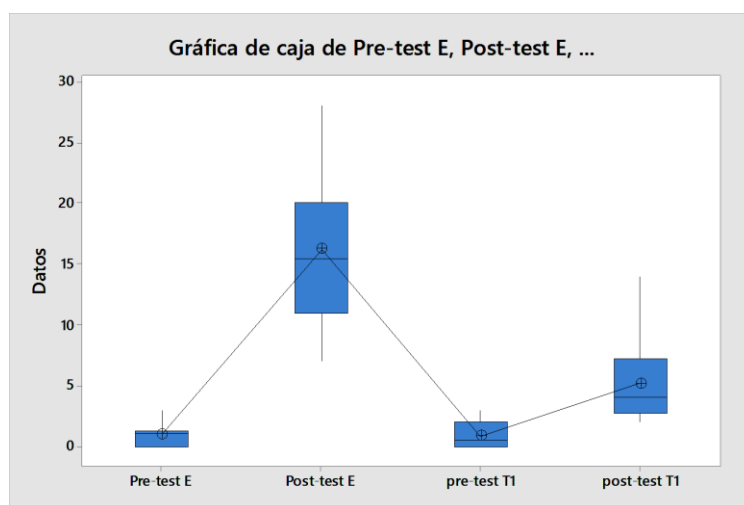 Gráfica de caja de Pre-test E, Post-test E, ...
Datos
30
25
20
15
10
5
0
Pre-test E
Post-test E
pre-test T1
post-test T1